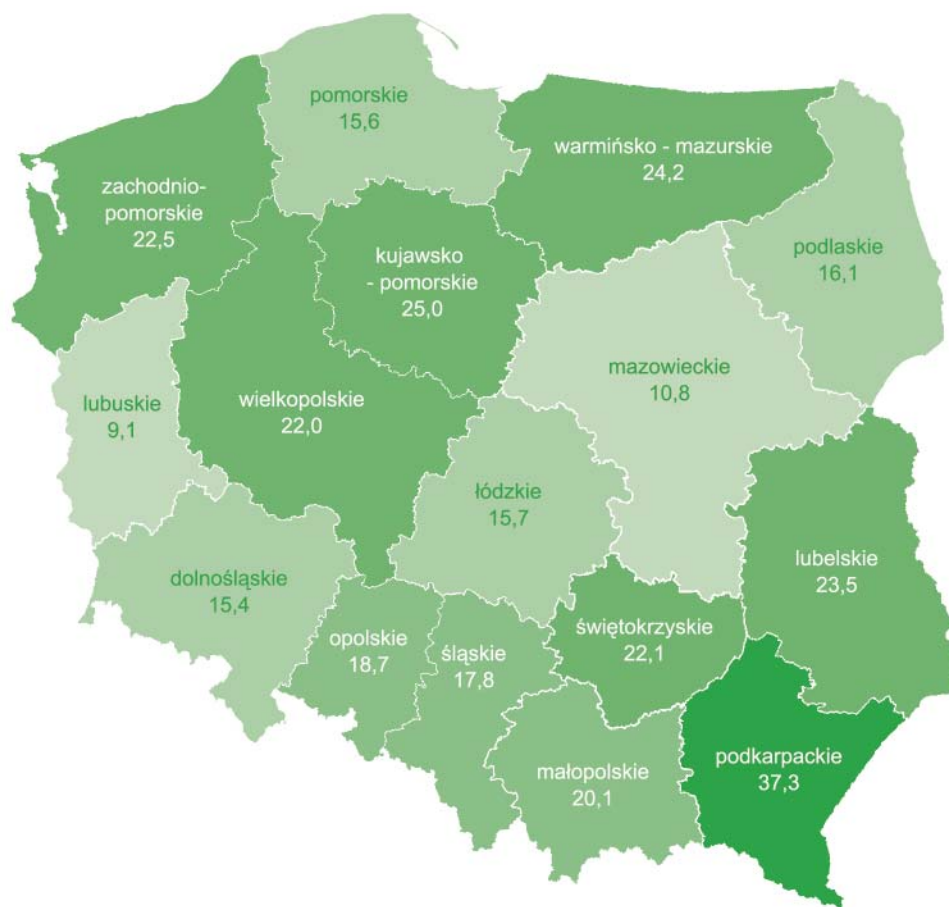 pomorskie
15,6
warmińsko - mazurskie
24,2
zachodnio-
pomorskie
22,5
podlaskie
16,1
kujawsko
- pomorskie
25,0
mazowieckie
10,8
lubuskie
9,1
wielkopolskie
22,0
łódzkie
15,7
lubelskie
23,5
dolnośląskie
15,4
opolskie
18,7
śląskie
17,8
świętokrzyskie
22,1
małopolskie
20,1
podkarpackie
37,3